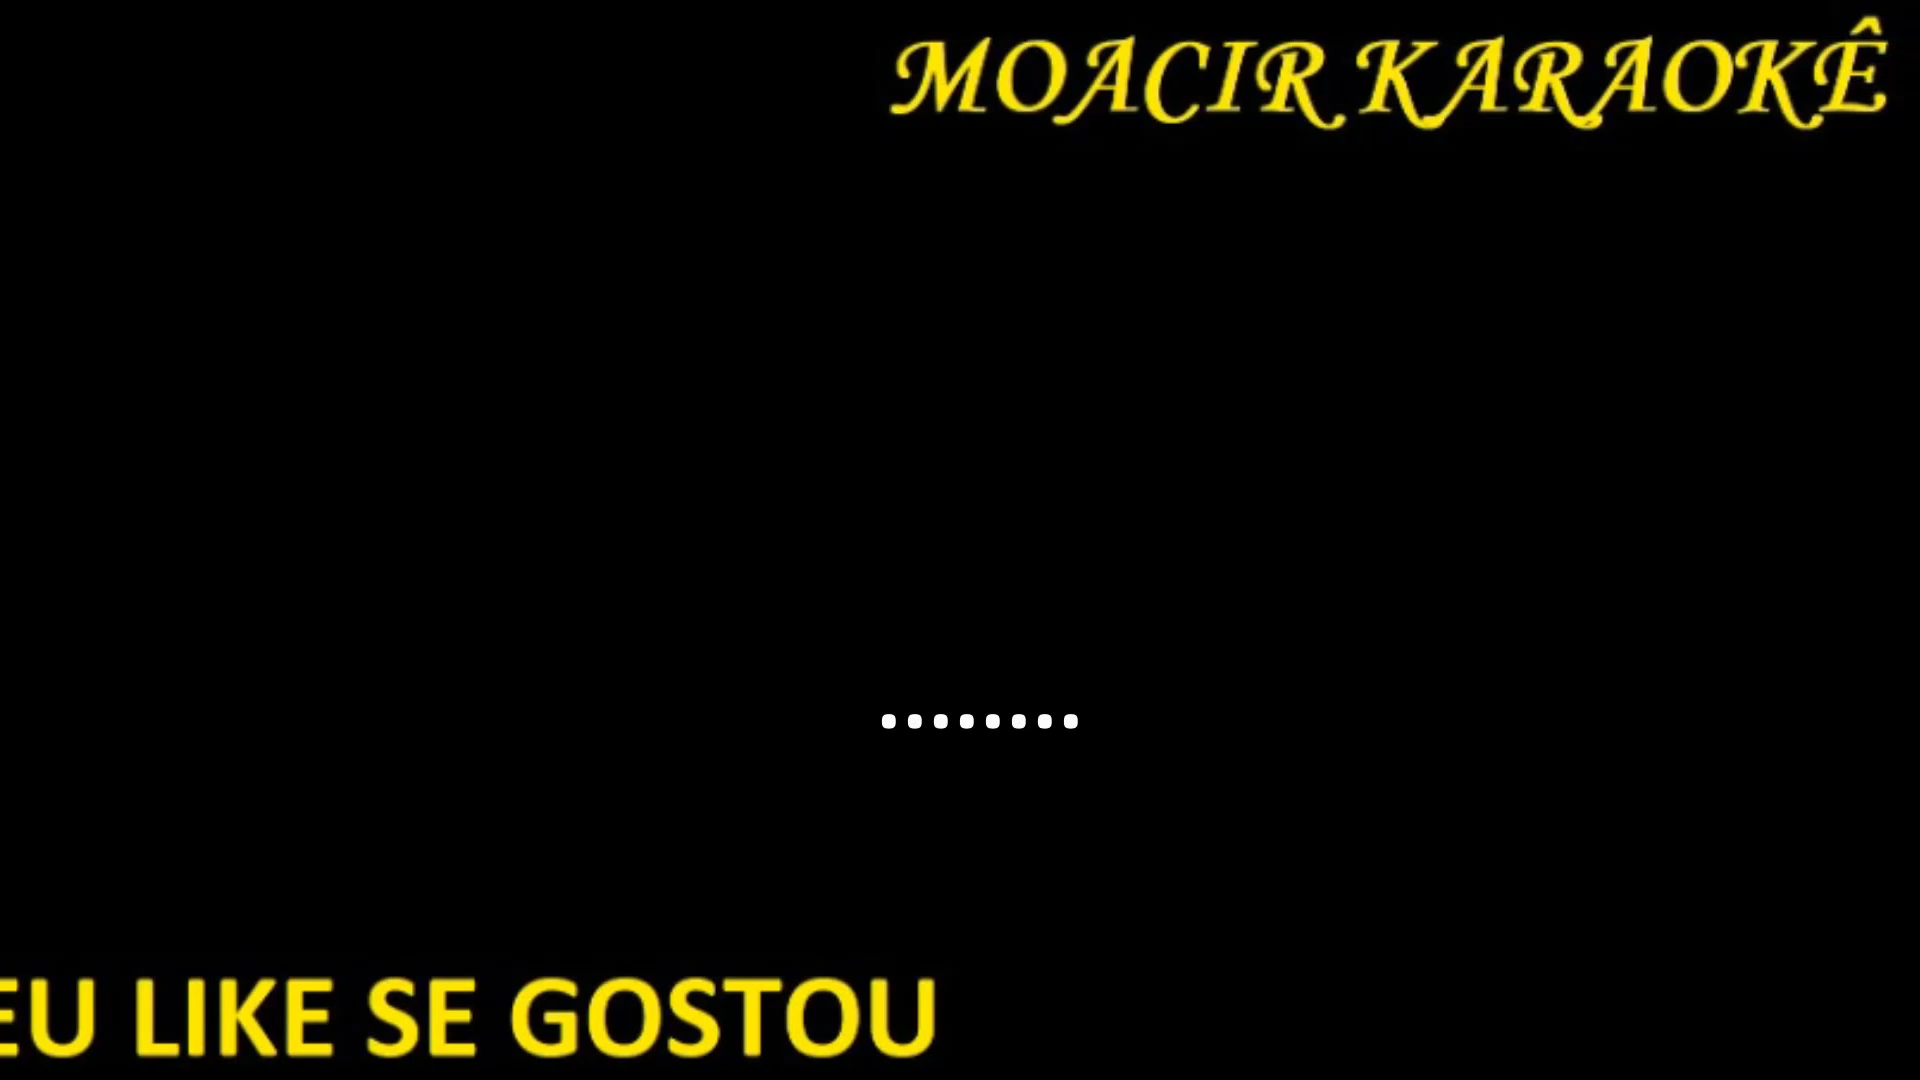 MOACIR KARAOKÊ
........
EU LIKE SE GOSTOU